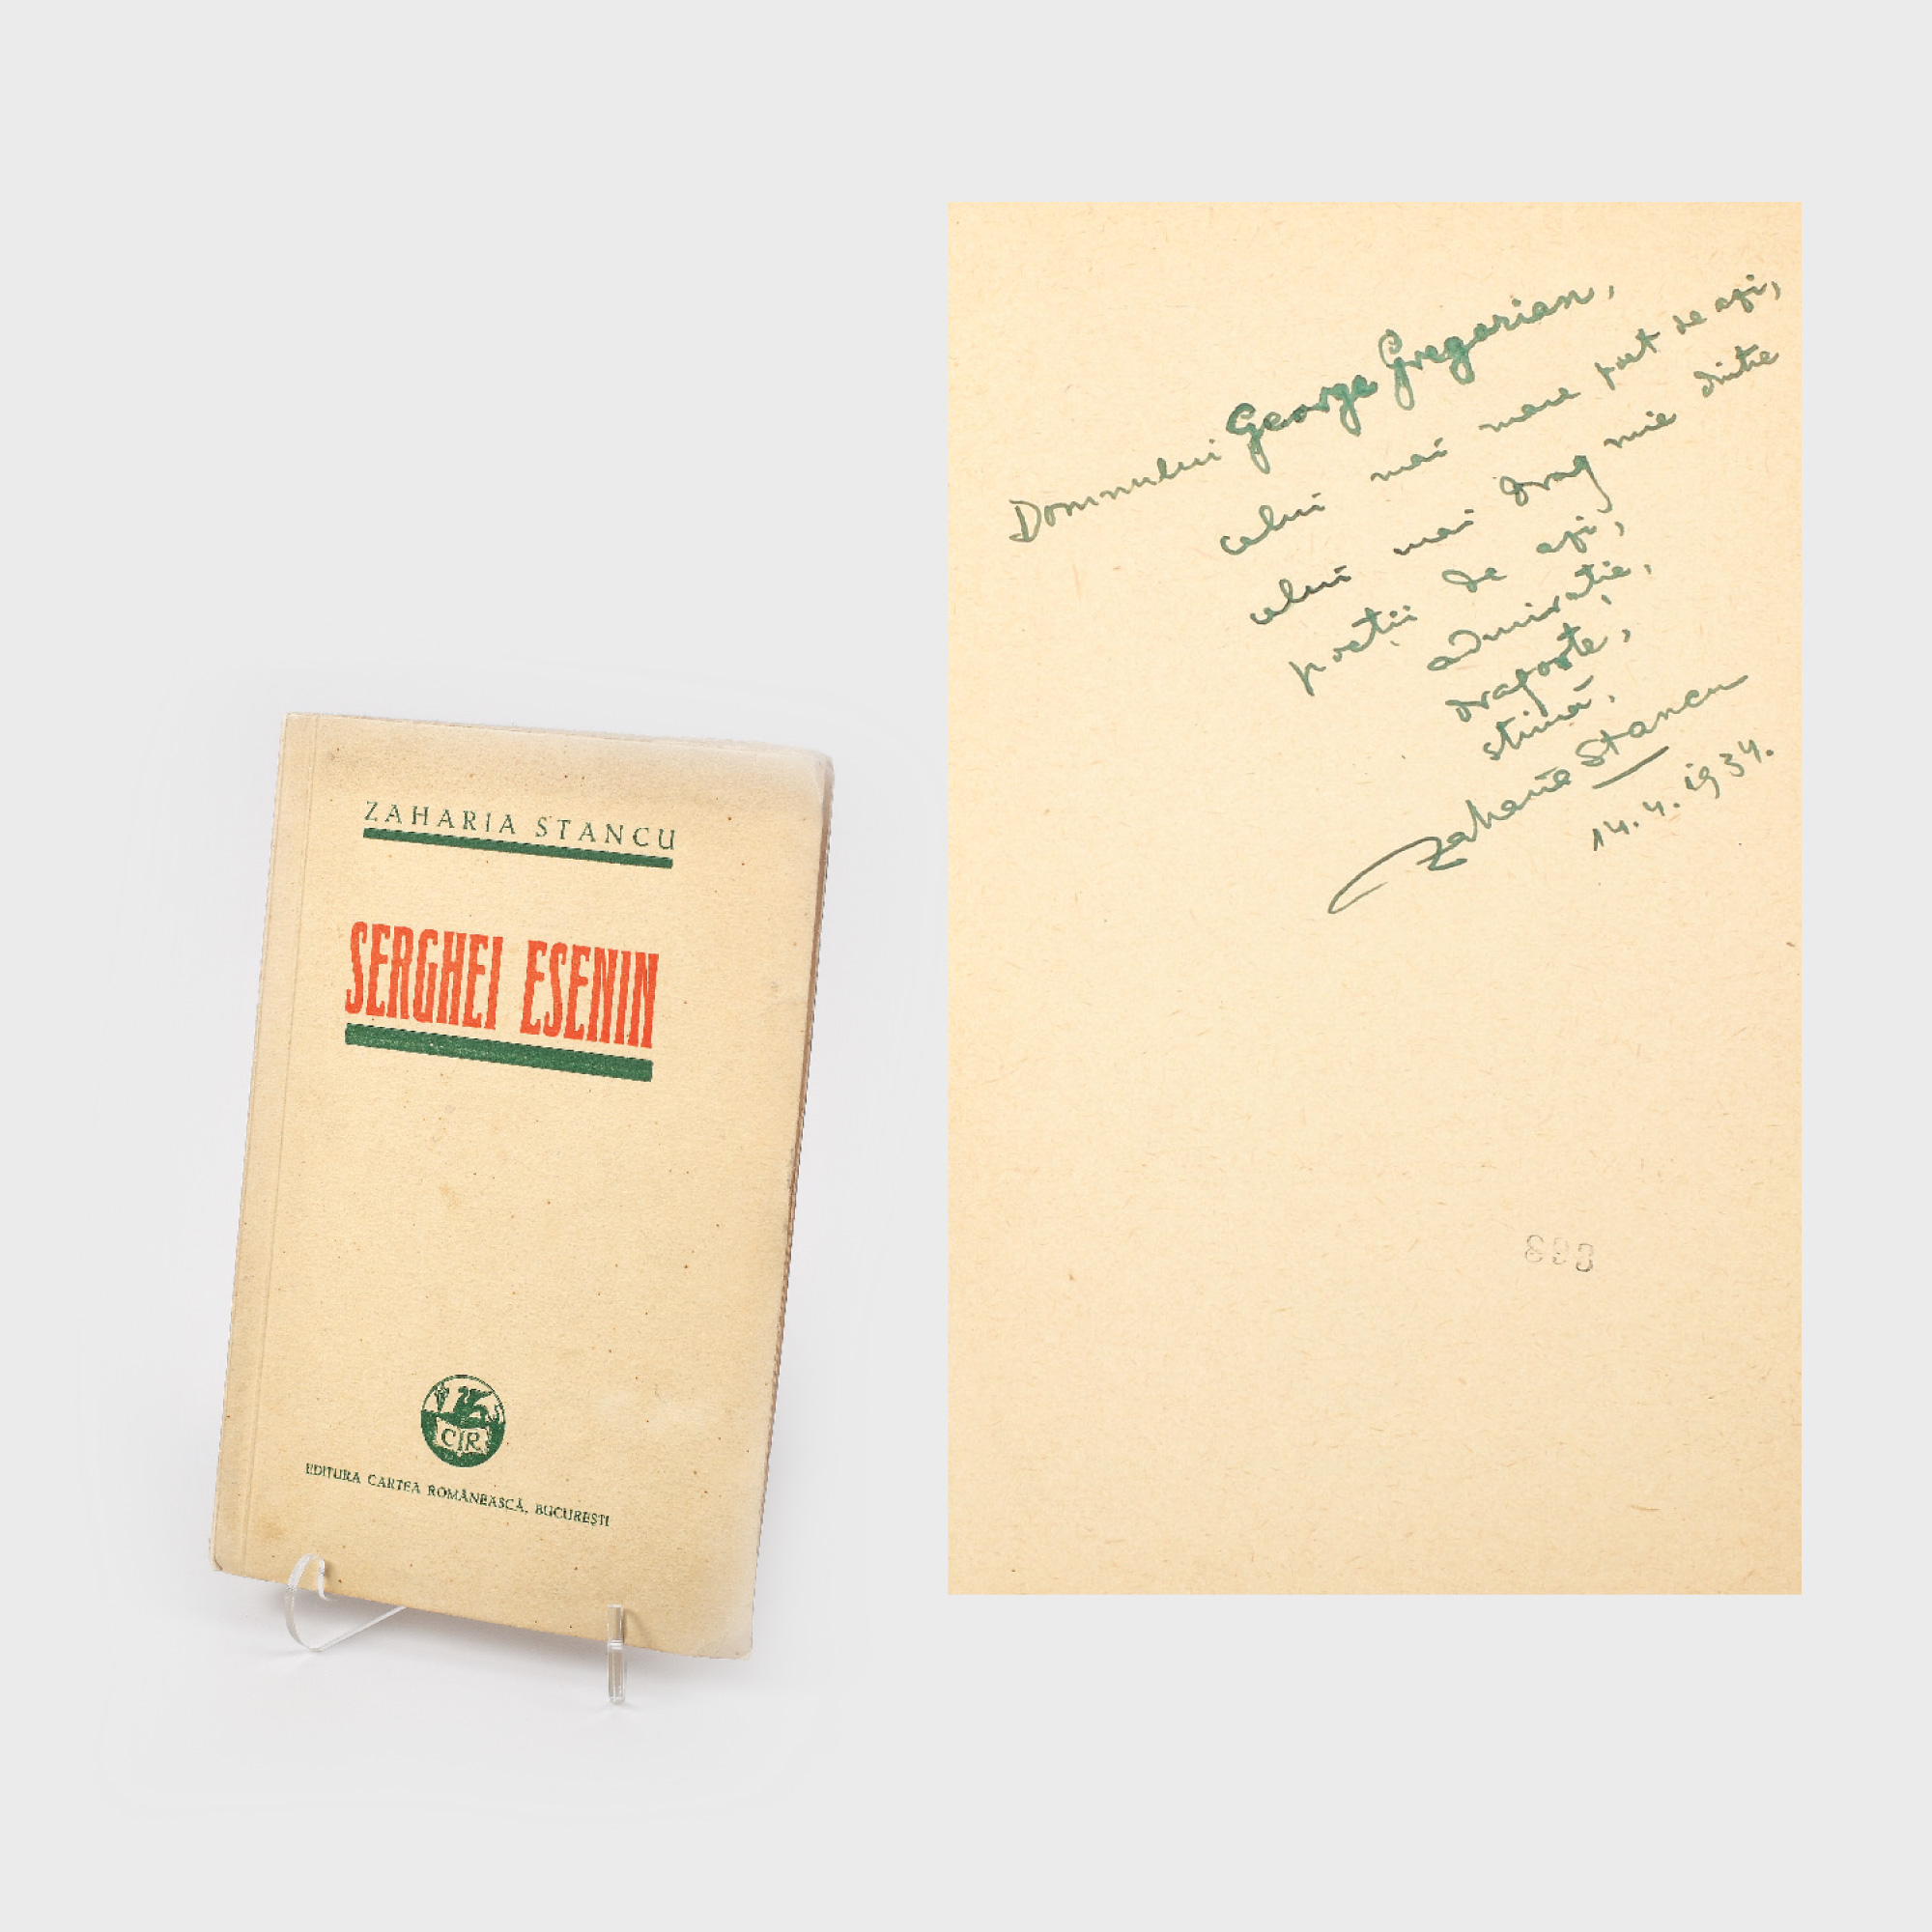 ZAHARIA STANCU
SERGHEI ESENIN
CR
EDITURA CARTEA ROMÂNEASCĂ, BUCUREȘTI
Domnului George Gregorian,
celui mai mare poet de azi,
celui mai drag mie dintre
poeții de azi,
admirație,
dragoste,
stimă,
Zaharia Stancu
14.4.1934.
893